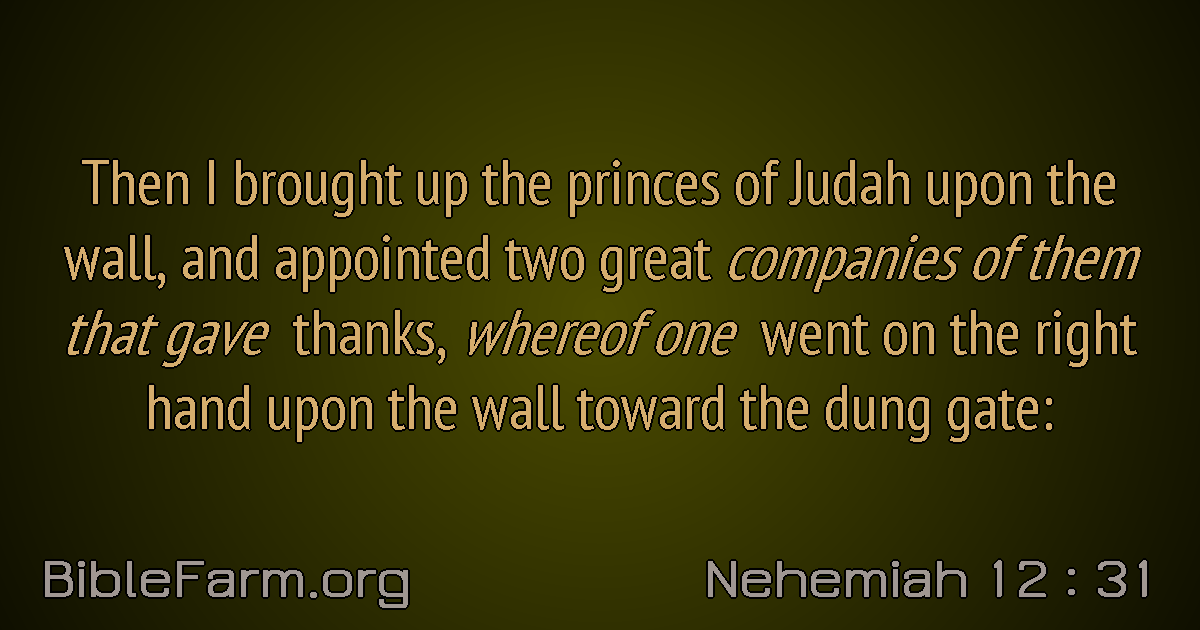 Then I brought up the princes of Judah upon the
wall, and appointed two great companies of them
that gave thanks, whereof one went on the right
hand upon the wall toward the dung gate:
BibleFarm.org
Nehemiah 12 : 31